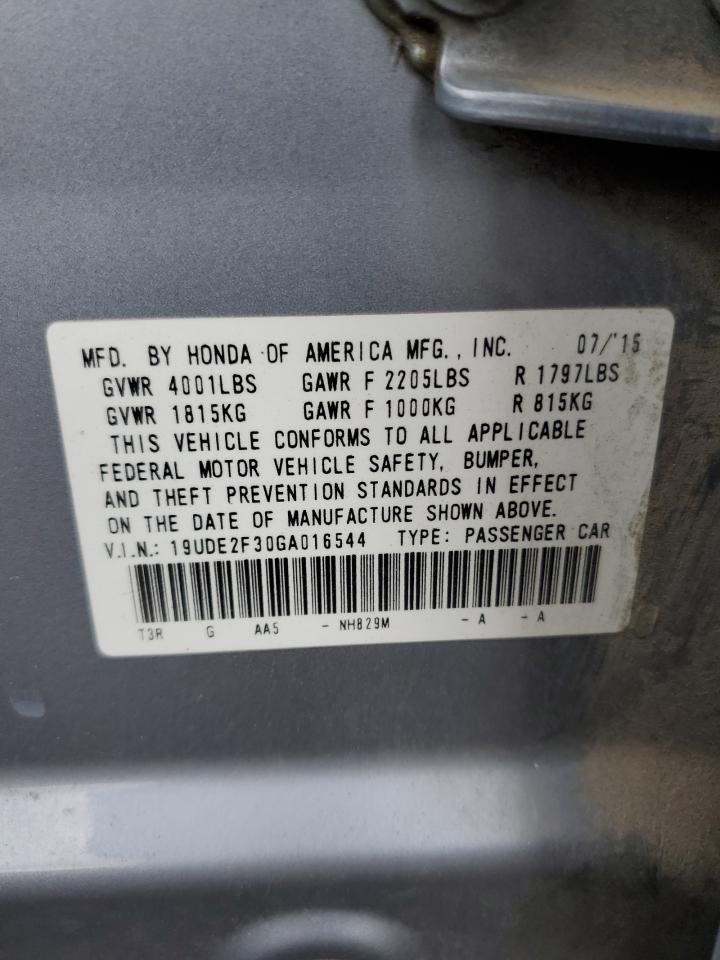 MFD. BY HONDA OF AMERICA MFG., INC. 07/'15
GVWR 4001LBS GAWR F 2205LBS R 1797LBS
GVWR 1815KG GAWR F 1000KG R 815KG
THIS VEHICLE CONFORMS TO ALL APPLICABLE
FEDERAL MOTOR VEHICLE SAFETY, BUMPER,
AND THEFT PREVENTION STANDARDS IN EFFECT
ON THE DATE OF MANUFACTURE SHOWN ABOVE.
V.I.N.: 19UDE2F30GA016544 TYPE: PASSENGER CAR
T3R G AA5 - NH829M - A - A